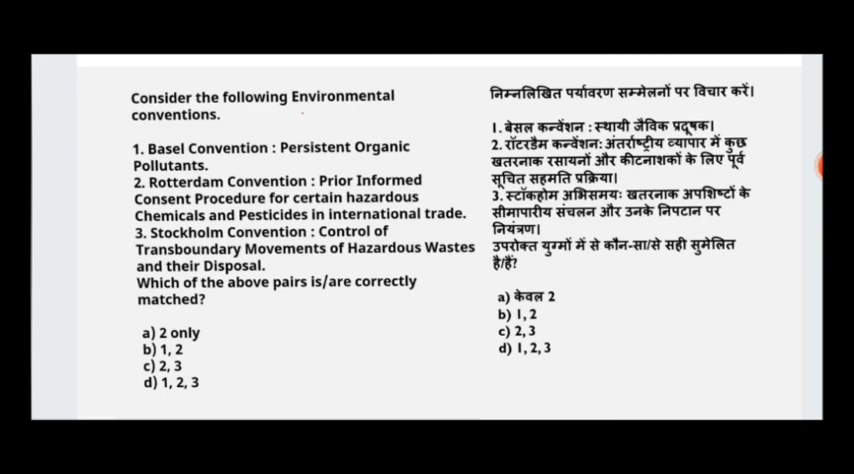 Consider the following Environmental
conventions.
1. Basel Convention : Persistent Organic
Pollutants.
2. Rotterdam Convention : Prior Informed
Consent Procedure for certain hazardous
Chemicals and Pesticides in international trade.
3. Stockholm Convention : Control of
Transboundary Movements of Hazardous Wastes
and their Disposal.
Which of the above pairs is/are correctly
matched?
a) 2 only
b) 1, 2
c) 2, 3
d) 1, 2, 3
निम्नलिखित पर्यावरण सम्मेलनों पर विचार करें।
1. बेसल कन्वेंशन : स्थायी जैविक प्रदूषक।
2. रॉटरडैम कन्वेंशन: अंतर्राष्ट्रीय व्यापार में कुछ
खतरनाक रसायनों और कीटनाशकों के लिए पूर्व
सूचित सहमति प्रक्रिया।
3. स्टॉकहोम अभिसमयः खतरनाक अपशिष्टों के
सीमापारीय संचलन और उनके निपटान पर
नियंत्रण।
उपरोक्त युग्मों में से कौन-सा/से सही सुमेलित
है/हैं?
a) केवल 2
b) 1, 2
c) 2, 3
d) 1, 2, 3